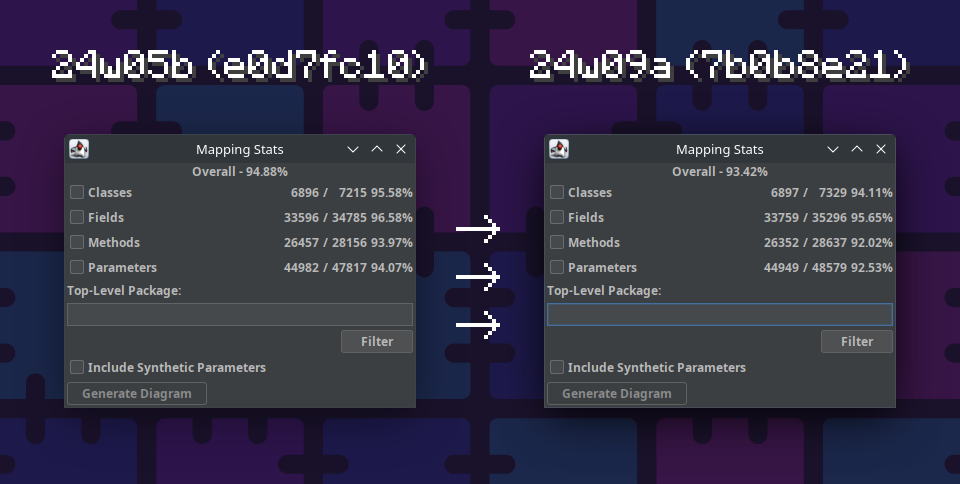 24w05b (e0d7fc10)
Mapping Stats
Overall - 94.88%
Classes 6896 / 7215 95.58%
Fields 33596 / 34785 96.58%
Methods 26457 / 28156 93.97%
Parameters 44982 / 47817 94.07%
Top-Level Package:
Filter
Include Synthetic Parameters
Generate Diagram
24w09a (7b0b8e21)
Mapping Stats
Overall - 93.42%
Classes 6897 / 7329 94.11%
Fields 33759 / 35296 95.65%
Methods 26352 / 28637 92.02%
Parameters 44949 / 48579 92.53%
Top-Level Package:
Filter
Include Synthetic Parameters
Generate Diagram